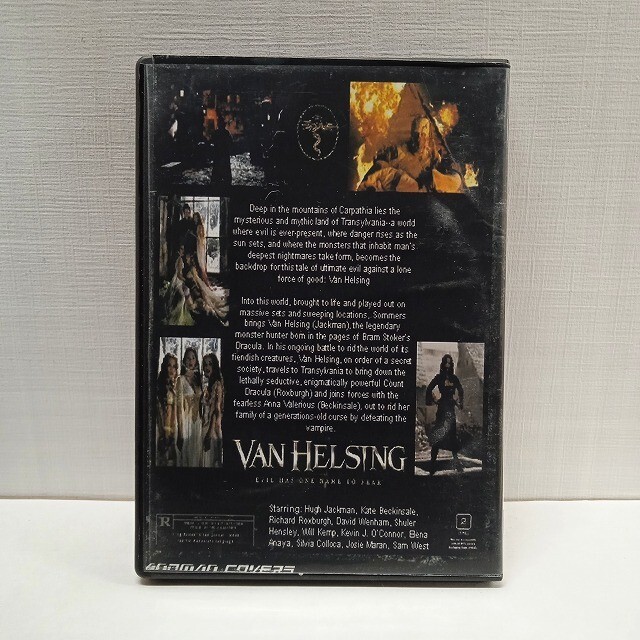 Deep in the mountains of Carpathia lies the
mysterious and mythic land of Transylvania--a world
where evil is ever-present, where danger rises as the
sun sets, and where the monsters that inhabit man's
deepest nightmares take form, becomes the
backdrop for this tale of ultimate evil against a lone
force of good: Van Helsing
Into this world, brought to life and played out on
massive sets and sweeping locations, Sommers
brings Van Helsing (Jackman), the legendary
monster hunter born in the pages of Bram Stoker's
Dracula. In his ongoing battle to rid the world of its
fiendish creatures, Van Helsing, on order of a secret
society, travels to Transylvania to bring down the
lethally seductive, enigmatically powerful Count
Dracula (Roxburgh) and joins forces with the
fearless Anna Valerious (Beckinsale), out to rid her
family of a generations-old curse by defeating the
vampire.
VAN HELSING
EVIL HAS ONE NAME TO FEAR
Starring: Hugh Jackman, Kate Beckinsale,
Richard Roxburgh, David Wenham, Shuler
Hensley, Will Kemp, Kevin J. O'Connor, Elena
Anaya, Silvia Colloca, Josie Maran, Sam West
R
2
COVERS